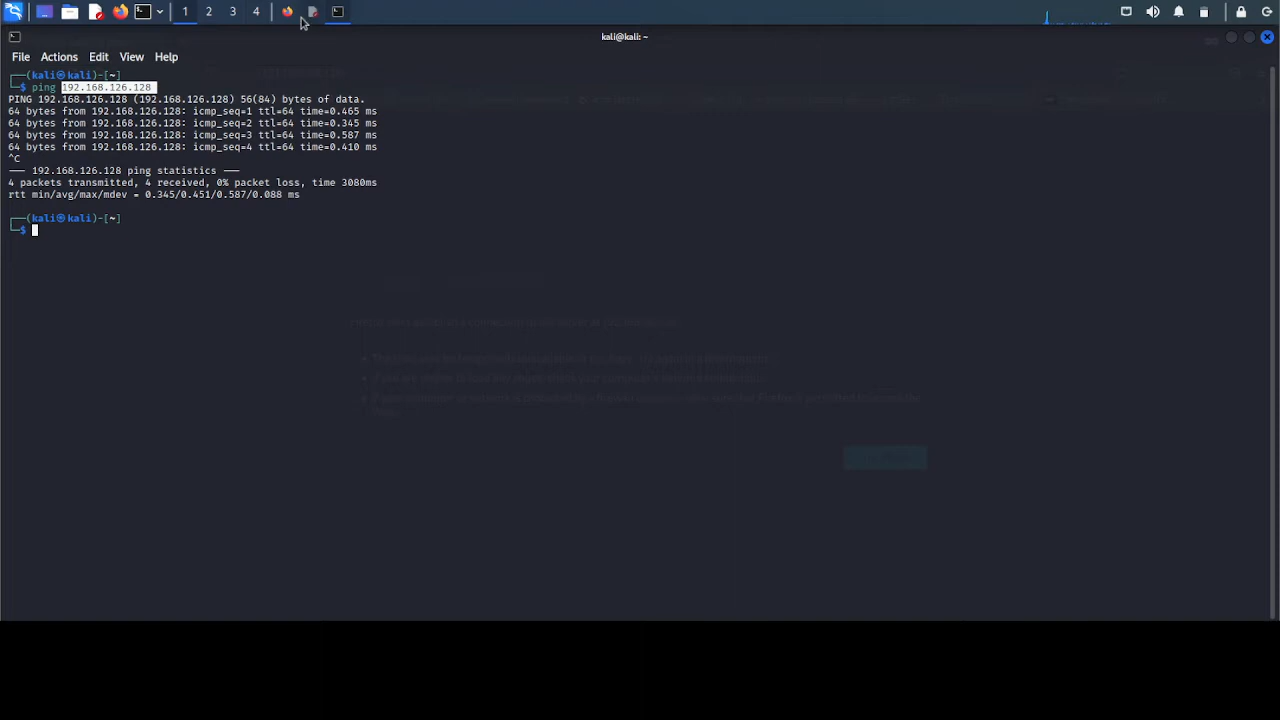 1 2 3 4
kali@kali: ~
File Actions Edit View Help
┌──(kali㉿kali)-[~]
└─$ ping 192.168.126.128
PING 192.168.126.128 (192.168.126.128) 56(84) bytes of data.
64 bytes from 192.168.126.128: icmp_seq=1 ttl=64 time=0.465 ms
64 bytes from 192.168.126.128: icmp_seq=2 ttl=64 time=0.345 ms
64 bytes from 192.168.126.128: icmp_seq=3 ttl=64 time=0.587 ms
64 bytes from 192.168.126.128: icmp_seq=4 ttl=64 time=0.410 ms
^C
— 192.168.126.128 ping statistics —
4 packets transmitted, 4 received, 0% packet loss, time 3080ms
rtt min/avg/max/mdev = 0.345/0.451/0.587/0.088 ms
┌──(kali㉿kali)-[~]
└─$